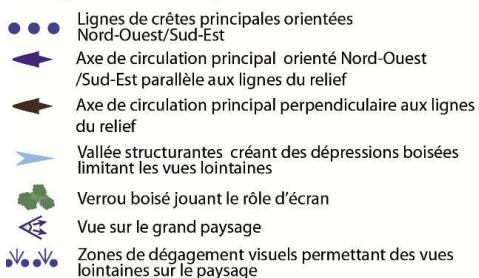 Lignes de crêtes principales orientées
Nord-Ouest/Sud-Est
Axe de circulation principal orienté Nord-Ouest
/Sud-Est parallèle aux lignes du relief
Axe de circulation principal perpendiculaire aux lignes
du relief
Vallée structurantes créant des dépressions boisées
limitant les vues lointaines
Verrou boisé jouant le rôle d'écran
Vue sur le grand paysage
Zones de dégagement visuels permettant des vues
lointaines sur le paysage